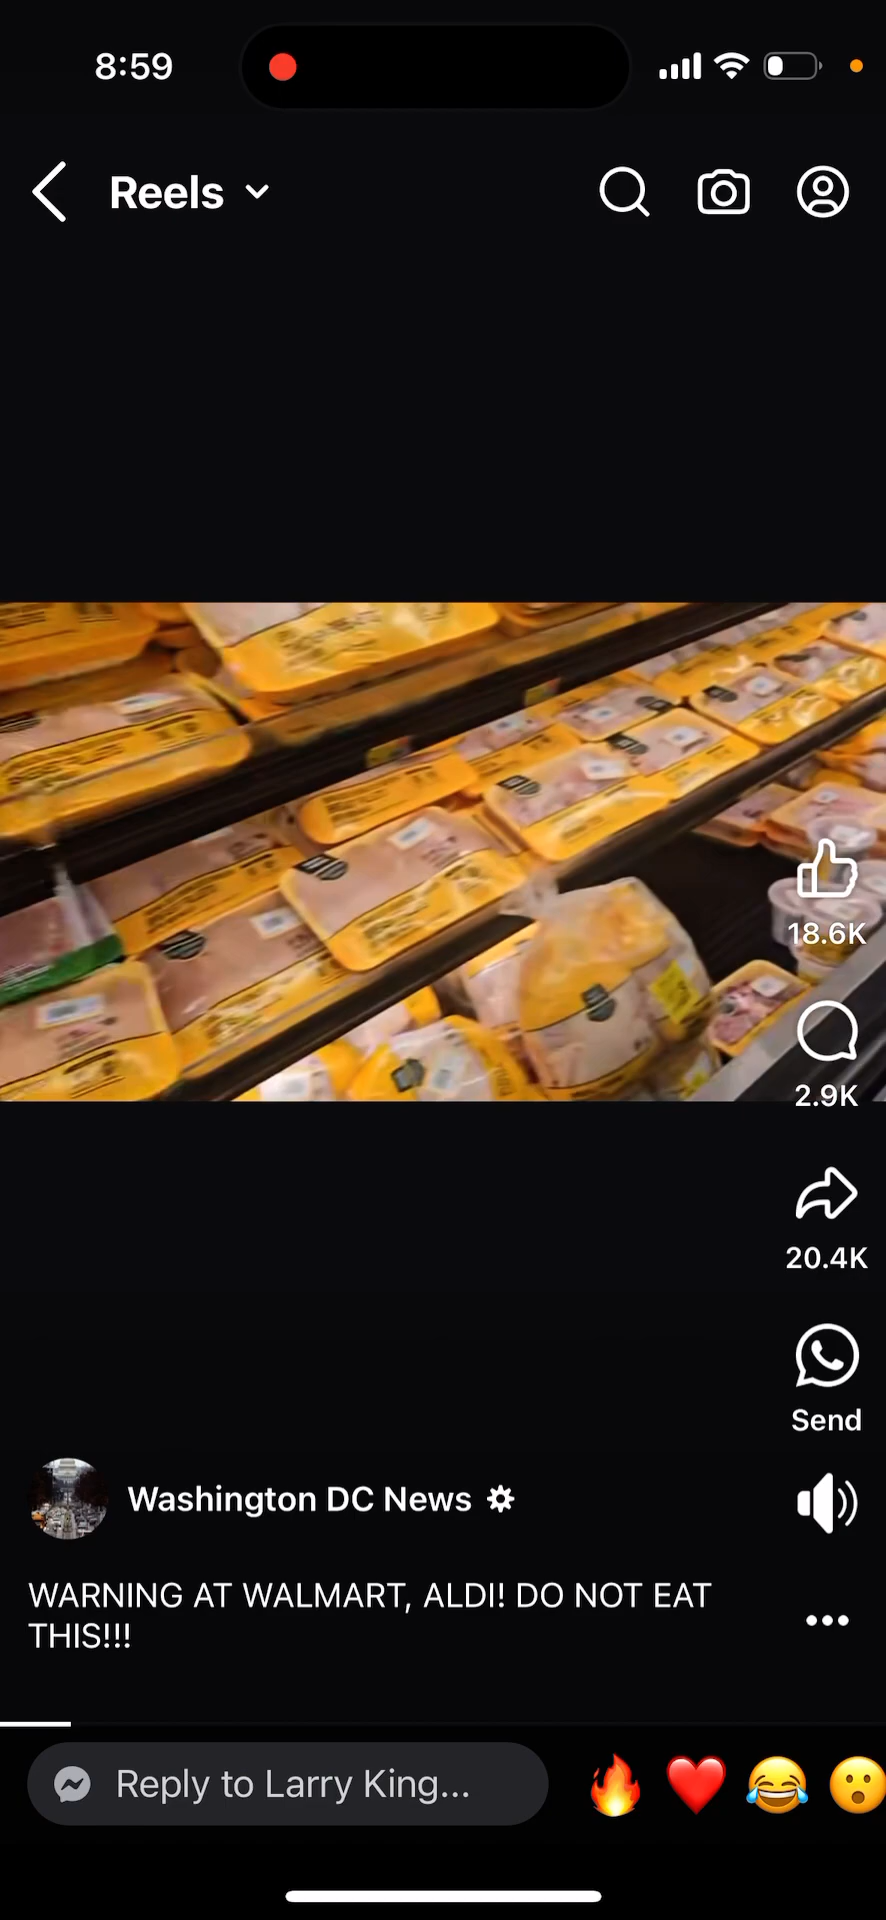 8:59
Reels
18.6K
2.9K
20.4K
Send
Washington DC News
WARNING AT WALMART, ALDI! DO NOT EAT
THIS!!!
Reply to Larry King...